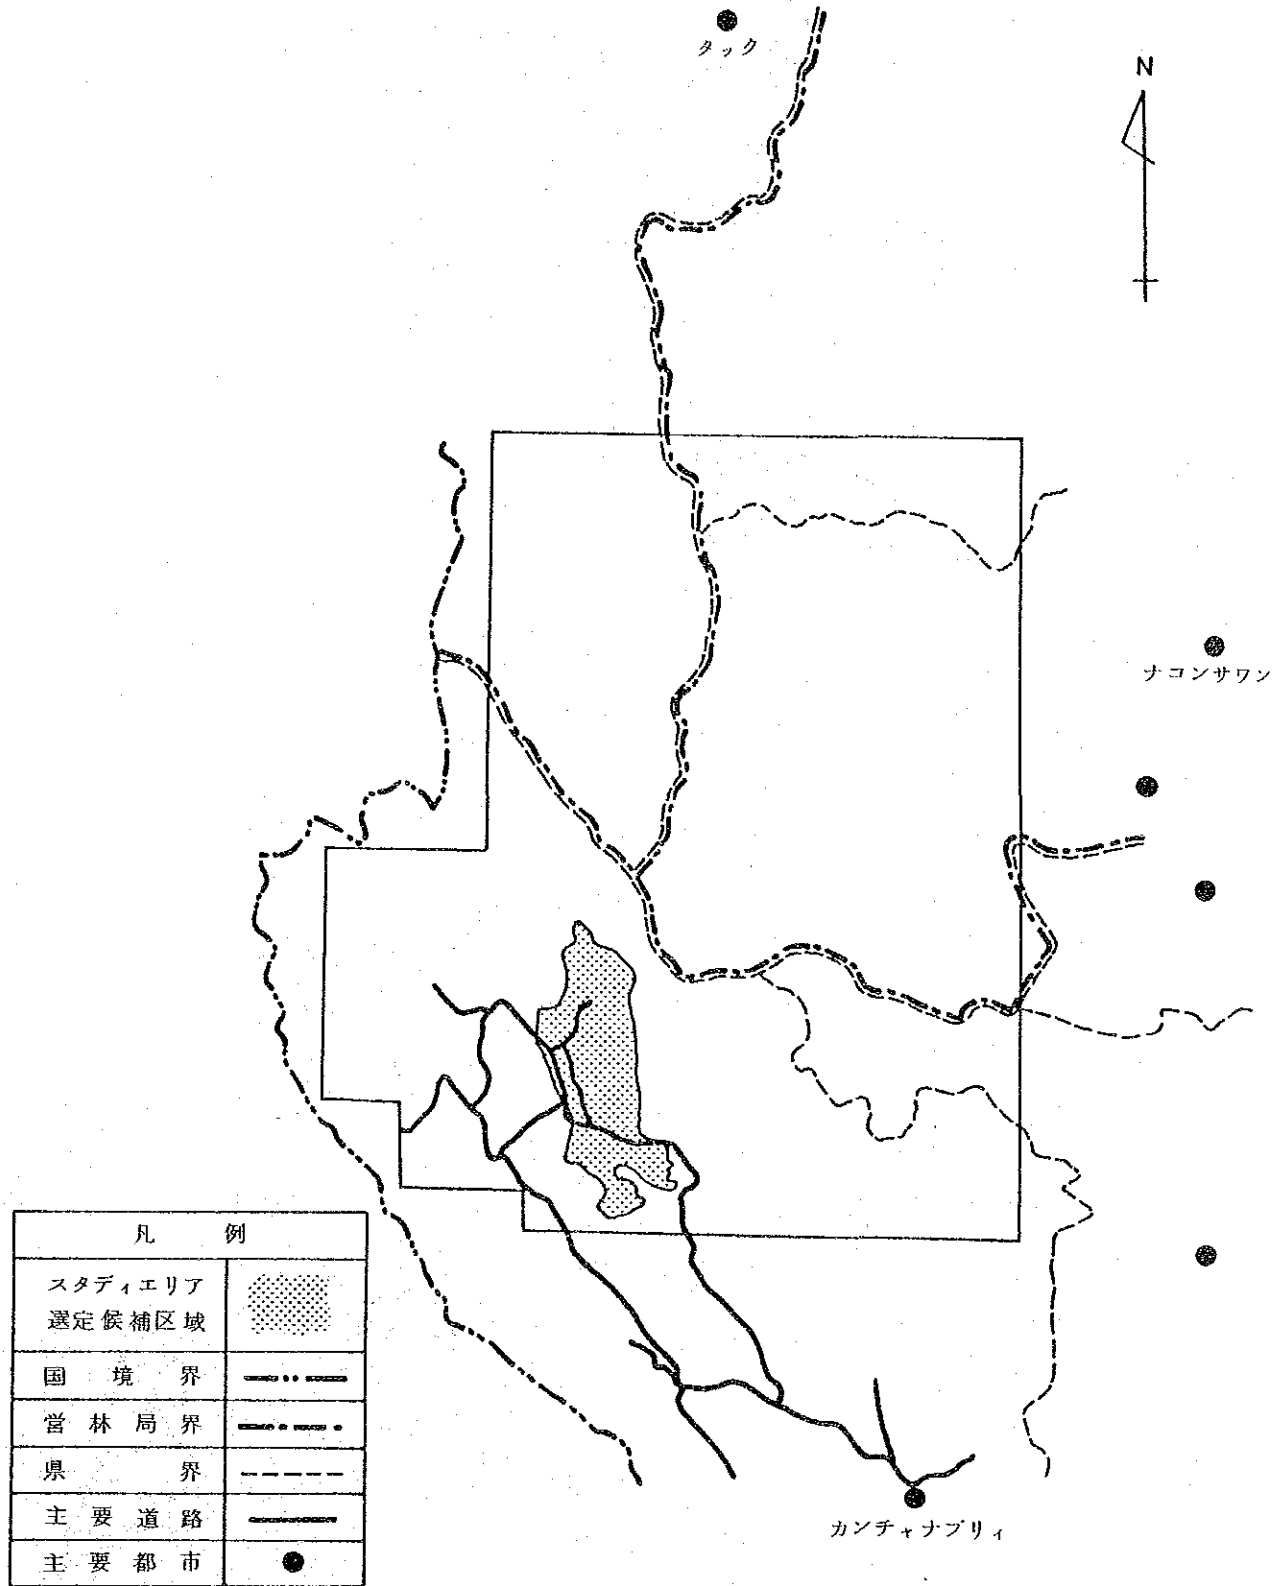 タック
N
ナコンサワン
凡例
スタディエリア
選定候補区域
国境界
営林局界
県界
主要道路
主要都市
カンチャナブリィ